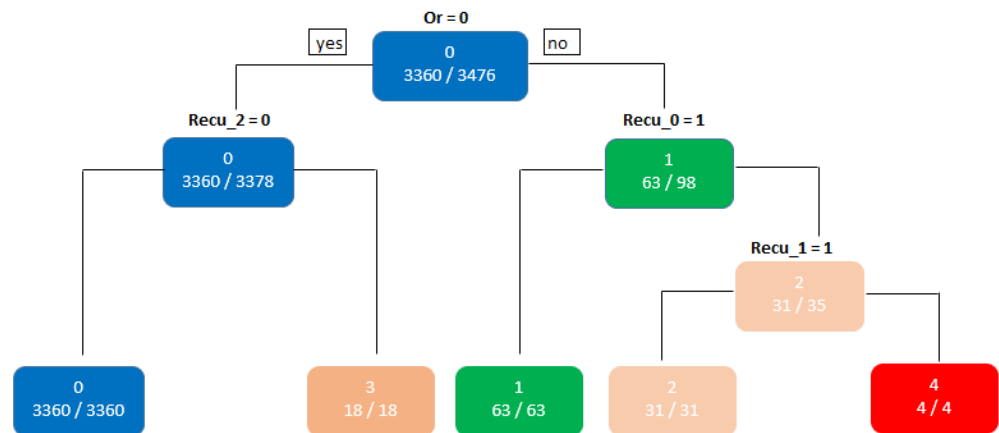 Or = 0
yes
no
0
3360 / 3476
Recu_2 = 0
Recu_0 = 1
0
3360 / 3378
1
63 / 98
Recu_1 = 1
2
31 / 35
0
3360 / 3360
3
18 / 18
1
63 / 63
2
31 / 31
4
4 / 4